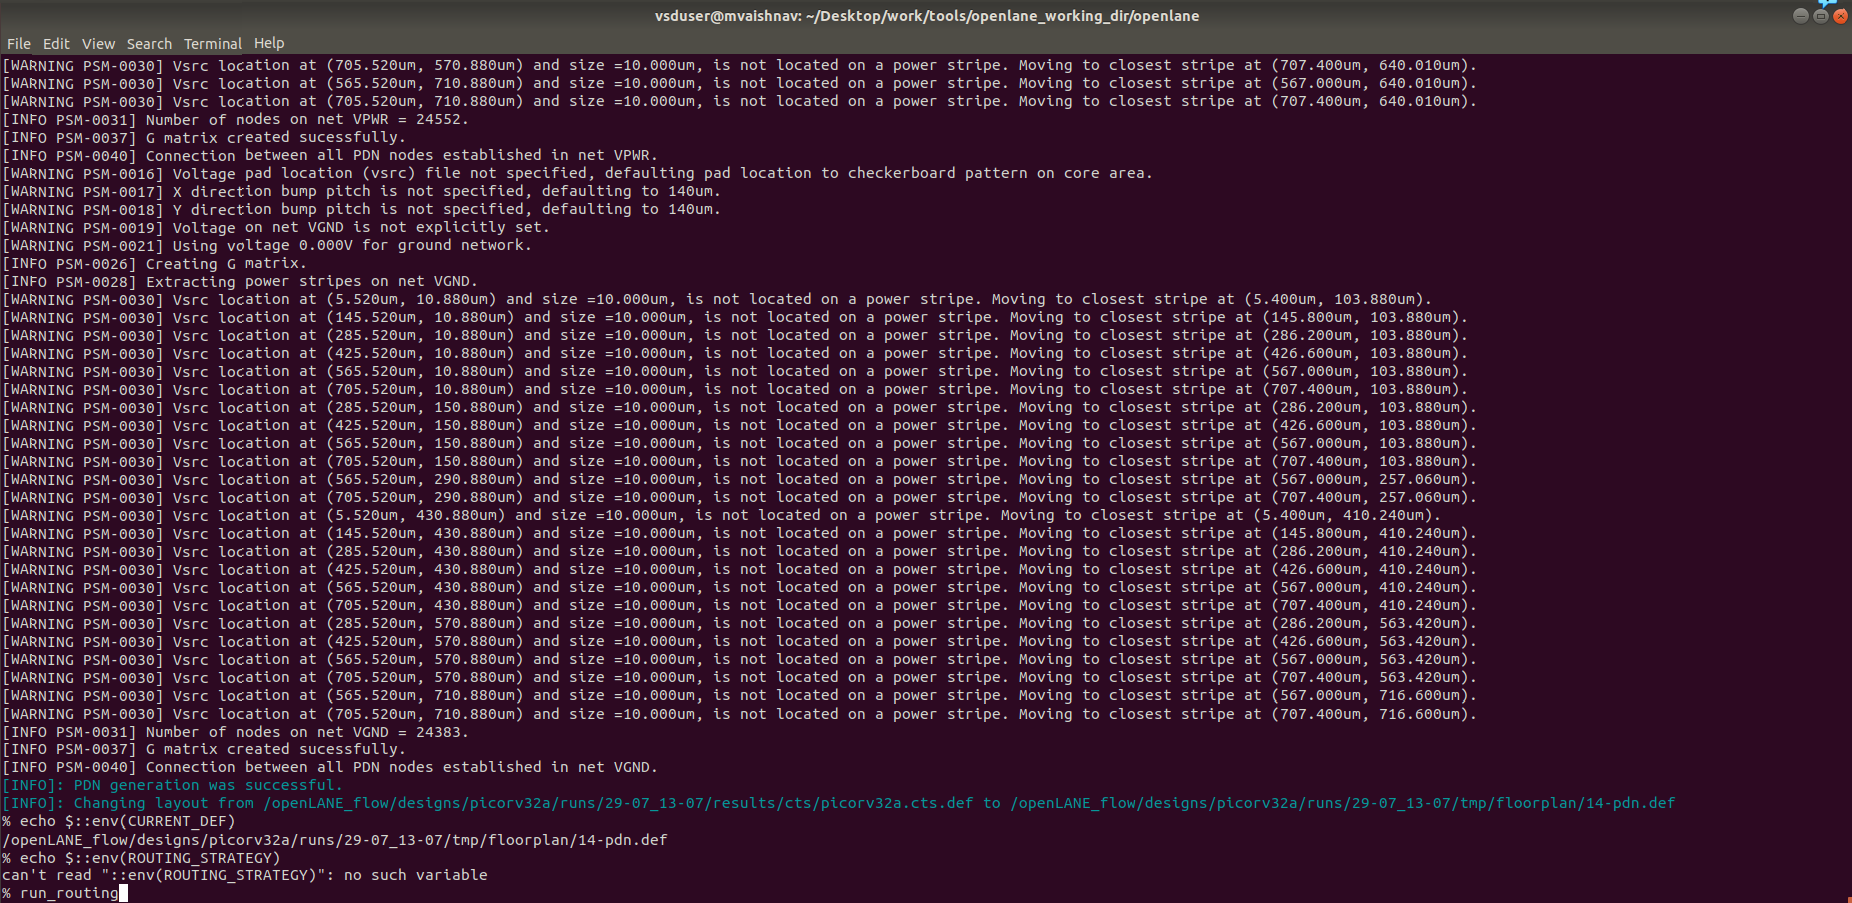 vsduser@mvaishnav: ~/Desktop/work/tools/openlane_working_dir/openlane
File Edit View Search Terminal Help
[WARNING PSM-0030] Vsrc location at (705.520um, 570.880um) and size =10.000um, is not located on a power stripe. Moving to closest stripe at (707.400um, 640.010um).
[WARNING PSM-0030] Vsrc location at (565.520um, 710.880um) and size =10.000um, is not located on a power stripe. Moving to closest stripe at (567.000um, 640.010um).
[WARNING PSM-0030] Vsrc location at (705.520um, 710.880um) and size =10.000um, is not located on a power stripe. Moving to closest stripe at (707.400um, 640.010um).
[INFO PSM-0031] Number of nodes on net VPWR = 24552.
[INFO PSM-0037] G matrix created sucessfully.
[INFO PSM-0040] Connection between all PDN nodes established in net VPWR.
[WARNING PSM-0016] Voltage pad location (vsrc) file not specified, defaulting pad location to checkerboard pattern on core area.
[WARNING PSM-0017] X direction bump pitch is not specified, defaulting to 140um.
[WARNING PSM-0018] Y direction bump pitch is not specified, defaulting to 140um.
[WARNING PSM-0019] Voltage on net VGND is not explicitly set.
[WARNING PSM-0021] Using voltage 0.000V for ground network.
[INFO PSM-0026] Creating G matrix.
[INFO PSM-0028] Extracting power stripes on net VGND.
[WARNING PSM-0030] Vsrc location at (5.520um, 10.880um) and size =10.000um, is not located on a power stripe. Moving to closest stripe at (5.400um, 103.880um).
[WARNING PSM-0030] Vsrc location at (145.520um, 10.880um) and size =10.000um, is not located on a power stripe. Moving to closest stripe at (145.800um, 103.880um).
[WARNING PSM-0030] Vsrc location at (285.520um, 10.880um) and size =10.000um, is not located on a power stripe. Moving to closest stripe at (286.200um, 103.880um).
[WARNING PSM-0030] Vsrc location at (425.520um, 10.880um) and size =10.000um, is not located on a power stripe. Moving to closest stripe at (426.600um, 103.880um).
[WARNING PSM-0030] Vsrc location at (565.520um, 10.880um) and size =10.000um, is not located on a power stripe. Moving to closest stripe at (567.000um, 103.880um).
[WARNING PSM-0030] Vsrc location at (705.520um, 10.880um) and size =10.000um, is not located on a power stripe. Moving to closest stripe at (707.400um, 103.880um).
[WARNING PSM-0030] Vsrc location at (285.520um, 150.880um) and size =10.000um, is not located on a power stripe. Moving to closest stripe at (286.200um, 103.880um).
[WARNING PSM-0030] Vsrc location at (425.520um, 150.880um) and size =10.000um, is not located on a power stripe. Moving to closest stripe at (426.600um, 103.880um).
[WARNING PSM-0030] Vsrc location at (565.520um, 150.880um) and size =10.000um, is not located on a power stripe. Moving to closest stripe at (567.000um, 103.880um).
[WARNING PSM-0030] Vsrc location at (705.520um, 150.880um) and size =10.000um, is not located on a power stripe. Moving to closest stripe at (707.400um, 103.880um).
[WARNING PSM-0030] Vsrc location at (565.520um, 290.880um) and size =10.000um, is not located on a power stripe. Moving to closest stripe at (567.000um, 257.060um).
[WARNING PSM-0030] Vsrc location at (705.520um, 290.880um) and size =10.000um, is not located on a power stripe. Moving to closest stripe at (707.400um, 257.060um).
[WARNING PSM-0030] Vsrc location at (5.520um, 430.880um) and size =10.000um, is not located on a power stripe. Moving to closest stripe at (5.400um, 410.240um).
[WARNING PSM-0030] Vsrc location at (145.520um, 430.880um) and size =10.000um, is not located on a power stripe. Moving to closest stripe at (145.800um, 410.240um).
[WARNING PSM-0030] Vsrc location at (285.520um, 430.880um) and size =10.000um, is not located on a power stripe. Moving to closest stripe at (286.200um, 410.240um).
[WARNING PSM-0030] Vsrc location at (425.520um, 430.880um) and size =10.000um, is not located on a power stripe. Moving to closest stripe at (426.600um, 410.240um).
[WARNING PSM-0030] Vsrc location at (565.520um, 430.880um) and size =10.000um, is not located on a power stripe. Moving to closest stripe at (567.000um, 410.240um).
[WARNING PSM-0030] Vsrc location at (705.520um, 430.880um) and size =10.000um, is not located on a power stripe. Moving to closest stripe at (707.400um, 410.240um).
[WARNING PSM-0030] Vsrc location at (285.520um, 570.880um) and size =10.000um, is not located on a power stripe. Moving to closest stripe at (286.200um, 563.420um).
[WARNING PSM-0030] Vsrc location at (425.520um, 570.880um) and size =10.000um, is not located on a power stripe. Moving to closest stripe at (426.600um, 563.420um).
[WARNING PSM-0030] Vsrc location at (565.520um, 570.880um) and size =10.000um, is not located on a power stripe. Moving to closest stripe at (567.000um, 563.420um).
[WARNING PSM-0030] Vsrc location at (705.520um, 570.880um) and size =10.000um, is not located on a power stripe. Moving to closest stripe at (707.400um, 563.420um).
[WARNING PSM-0030] Vsrc location at (565.520um, 710.880um) and size =10.000um, is not located on a power stripe. Moving to closest stripe at (567.000um, 716.600um).
[WARNING PSM-0030] Vsrc location at (705.520um, 710.880um) and size =10.000um, is not located on a power stripe. Moving to closest stripe at (707.400um, 716.600um).
[INFO PSM-0031] Number of nodes on net VGND = 24383.
[INFO PSM-0037] G matrix created sucessfully.
[INFO PSM-0040] Connection between all PDN nodes established in net VGND.
[INFO]: PDN generation was successful.
[INFO]: Changing layout from /openLANE_flow/designs/picorv32a/runs/29-07_13-07/results/cts/picorv32a.cts.def to /openLANE_flow/designs/picorv32a/runs/29-07_13-07/tmp/floorplan/14-pdn.def
% echo $::env(CURRENT_DEF)
/openLANE_flow/designs/picorv32a/runs/29-07_13-07/tmp/floorplan/14-pdn.def
% echo $::env(ROUTING_STRATEGY)
can't read "::env(ROUTING_STRATEGY)": no such variable
% run_routing